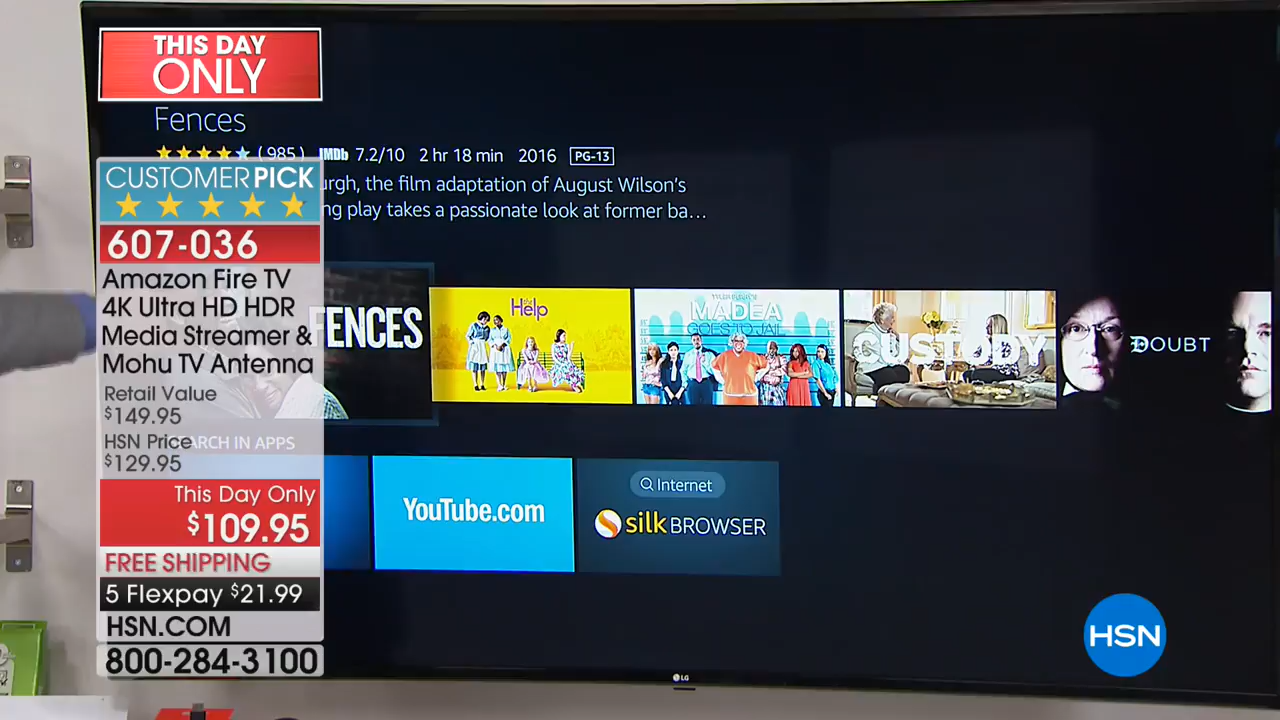 THIS DAY
ONLY
Fences
(985) IMDb 7.2/10 2 hr 18 min 2016 PG-13
CUSTOMER PICK
urgh, the film adaptation of August Wilson's
ng play takes a passionate look at former ba...
607-036
Amazon Fire TV
4K Ultra HD HDR
Media Streamer &
Mohu TV Antenna
Retail Value
$149.95
HSN Price
$129.95
This Day Only
$109.95
FREE SHIPPING
5 Flexpay $21.99
HSN.COM
800-284-3100
FENCES
the Help
MADEA
GOES TO JAIL
CUSTODY
DOUBT
ARCH IN APPS
YouTube.com
Internet
silk BROWSER
HSN
LG